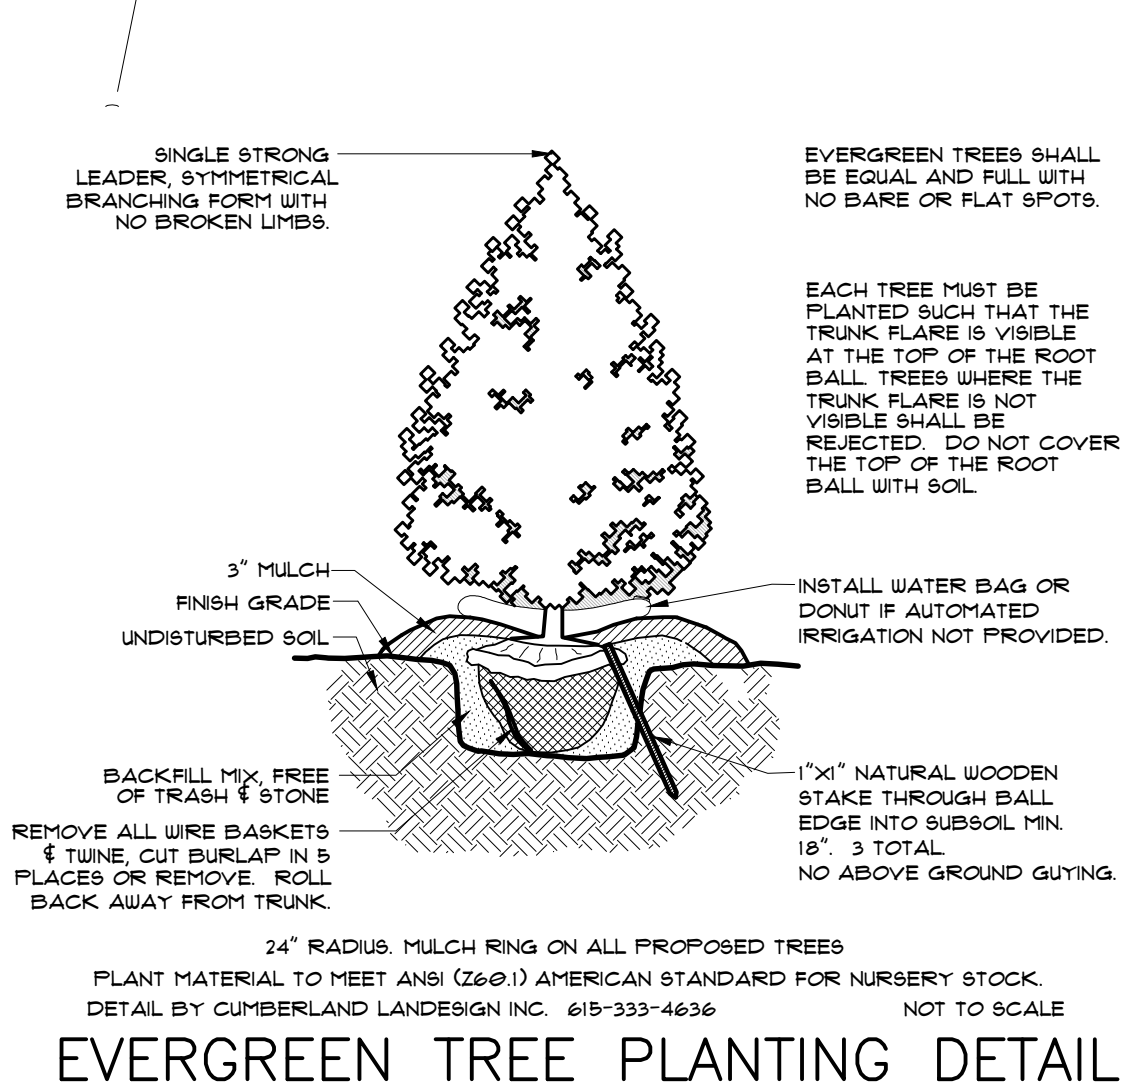 SINGLE STRONG
LEADER, SYMMETRICAL
BRANCHING FORM WITH
NO BROKEN LIMBS.
EVERGREEN TREES SHALL
BE EQUAL AND FULL WITH
NO BARE OR FLAT SPOTS.
EACH TREE MUST BE
PLANTED SUCH THAT THE
TRUNK FLARE IS VISIBLE
AT THE TOP OF THE ROOT
BALL. TREES WHERE THE
TRUNK FLARE IS NOT
VISIBLE SHALL BE
REJECTED.  DO NOT COVER
THE TOP OF THE ROOT
BALL WITH SOIL.
3" MULCH
FINISH GRADE
UNDISTURBED SOIL
INSTALL WATER BAG OR
DONUT IF AUTOMATED
IRRIGATION NOT PROVIDED.
BACKFILL MIX, FREE
OF TRASH & STONE
REMOVE ALL WIRE BASKETS
& TWINE, CUT BURLAP IN 5
PLACES OR REMOVE.  ROLL
BACK AWAY FROM TRUNK.
1"X1" NATURAL WOODEN
STAKE THROUGH BALL
EDGE INTO SUBSOIL MIN.
18".  3 TOTAL.
NO ABOVE GROUND GUYING.
24" RADIUS. MULCH RING ON ALL PROPOSED TREES
PLANT MATERIAL TO MEET ANSI (Z60.1) AMERICAN STANDARD FOR NURSERY STOCK.
DETAIL BY CUMBERLAND LANDESIGN INC.  615-333-4636
NOT TO SCALE
EVERGREEN TREE PLANTING DETAIL